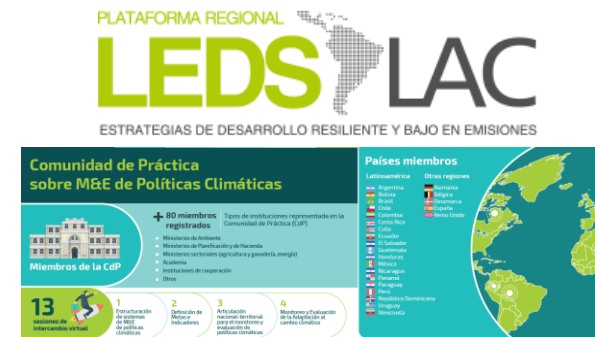 PLATAFORMA REGIONAL
LEDS LAC
ESTRATEGIAS DE DESARROLLO RESILIENTE Y BAJO EN EMISIONES
Comunidad de Práctica
sobre M&E de Políticas Climáticas
Miembros de la CdP
+ 80 miembros
registrados
Tipos de instituciones representada en la
Comunidad de Práctica (CdP)
Ministerios de Ambiente
Ministerios de Planificación y de Hacienda
Ministerios sectoriales (agricultura y ganadería, energía)
Academia
Instituciones de cooperación
Otros
13
sesiones de
intercambio virtual
1
Estructuración
de sistemas
de M&E
de políticas
climáticas
2
Definición de
Metas e
Indicadores
3
Articulación
nacional-territorial
para el monitoreo y
evaluación de
políticas climáticas
4
Monitoreo y Evaluación
de la Adaptación al
cambio climático
Países miembros
Latinoamérica
Argentina
Bolivia
Brasil
Chile
Colombia
Costa Rica
Cuba
Ecuador
El Salvador
Guatemala
Honduras
México
Nicaragua
Panamá
Paraguay
Perú
República Dominicana
Uruguay
Venezuela
Otras regiones
Alemania
Bélgica
Dinamarca
España
Reino Unido